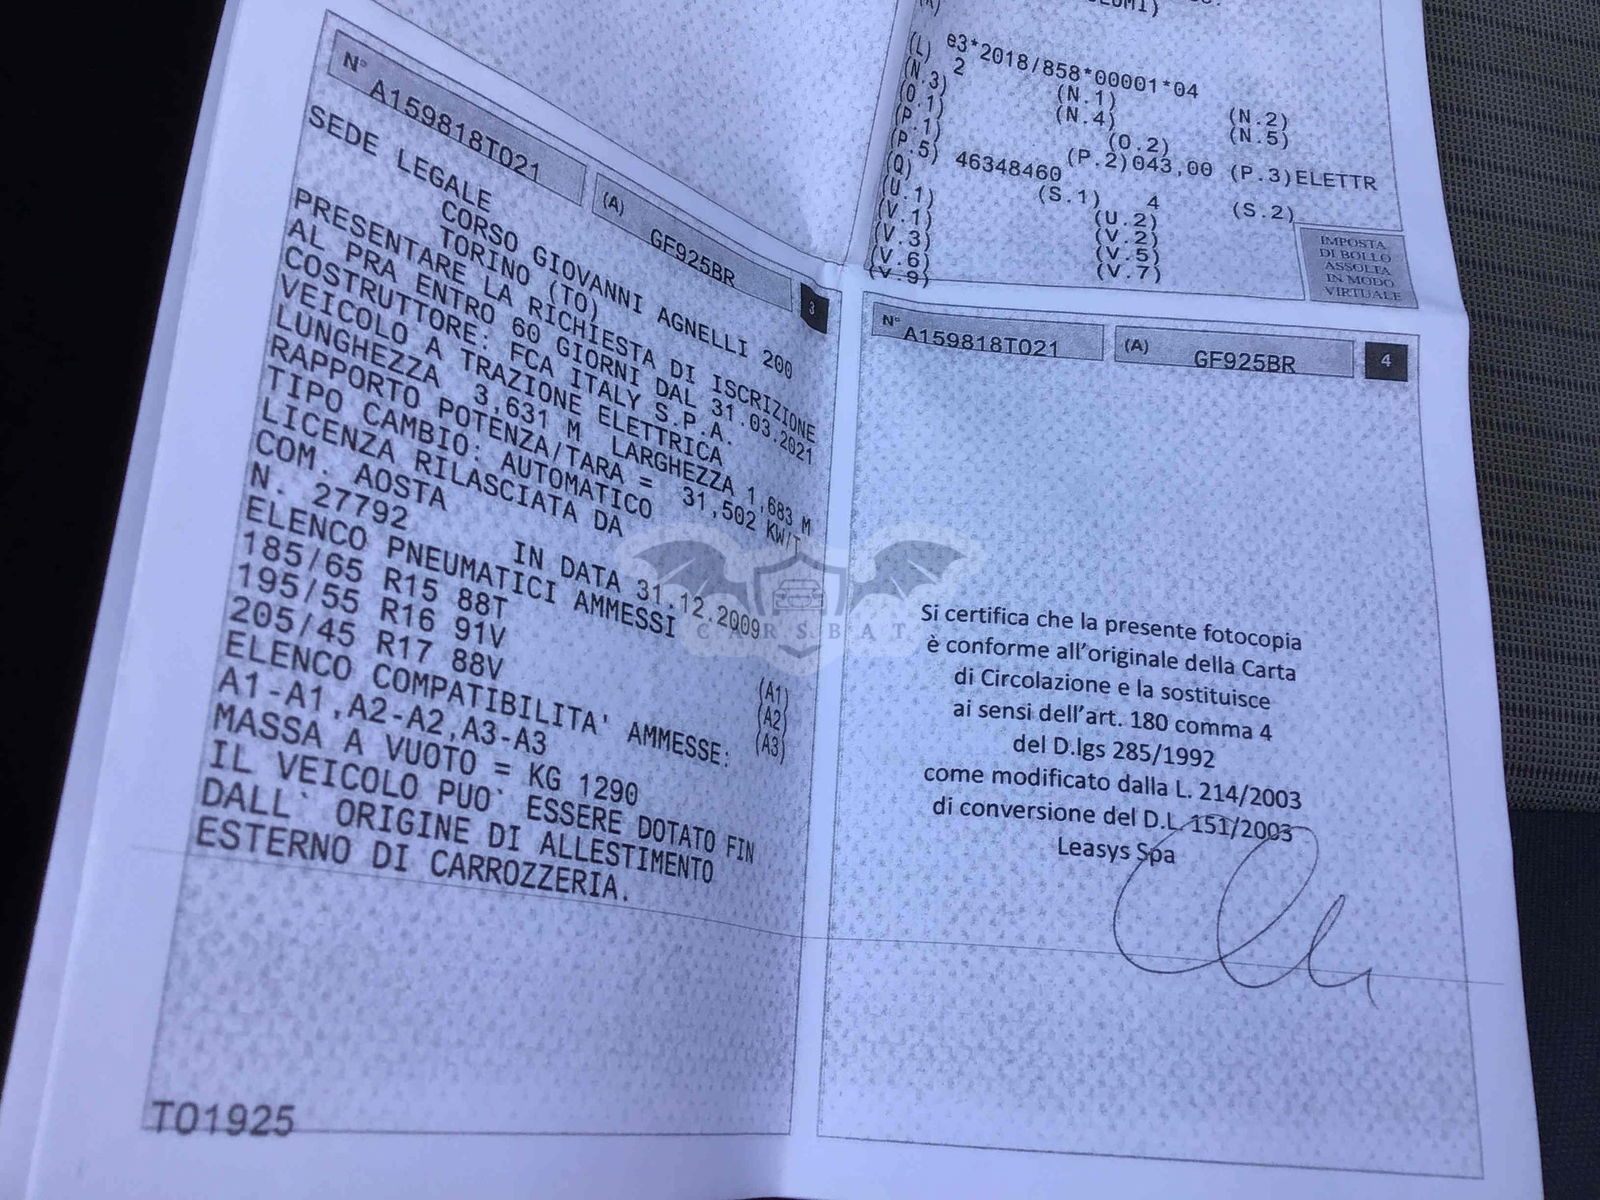 (L) e3*2018/858*00001*04
(N.3) 2 (N.1) (N.2)
(O.1) (N.4) (N.5)
(P.1) (O.2)
(P.5) 46348460 (P.2)043,00 (P.3)ELETTR
(Q) (S.1) 4 (S.2)
(U.1) (U.2)
(V.1) (V.2)
(V.3) (V.5)
(V.6) (V.7)
(V.9)
IMPOSTA
DI BOLLO
ASSOLTA
IN MODO
VIRTUALE
N° A159818TO21 (A) GF925BR 3
SEDE LEGALE
CORSO GIOVANNI AGNELLI 200
TORINO (TO)
PRESENTARE LA RICHIESTA DI ISCRIZIONE
AL PRA ENTRO 60 GIORNI DAL 31.03.2021
COSTRUTTORE: FCA ITALY S.P.A.
VEICOLO A TRAZIONE ELETTRICA
LUNGHEZZA 3,631 M LARGHEZZA 1,683 M
RAPPORTO POTENZA/TARA = 31,502 KW/T
TIPO CAMBIO: AUTOMATICO
LICENZA RILASCIATA DA
COM. AOSTA IN DATA 31.12.2009
N. 27792
ELENCO PNEUMATICI AMMESSI
185/65 R15 88T (A1)
195/55 R16 91V (A2)
205/45 R17 88V (A3)
ELENCO COMPATIBILITA' AMMESSE:
A1-A1,A2-A2,A3-A3
MASSA A VUOTO = KG 1290
IL VEICOLO PUO` ESSERE DOTATO FIN
DALL` ORIGINE DI ALLESTIMENTO
ESTERNO DI CARROZZERIA.
TO1925
N° A159818TO21 (A) GF925BR 4
Si certifica che la presente fotocopia
è conforme all'originale della Carta
di Circolazione e la sostituisce
ai sensi dell'art. 180 comma 4
del D.lgs 285/1992
come modificato dalla L. 214/2003
di conversione del D.L. 151/2003
Leasys Spa
CARSBAT